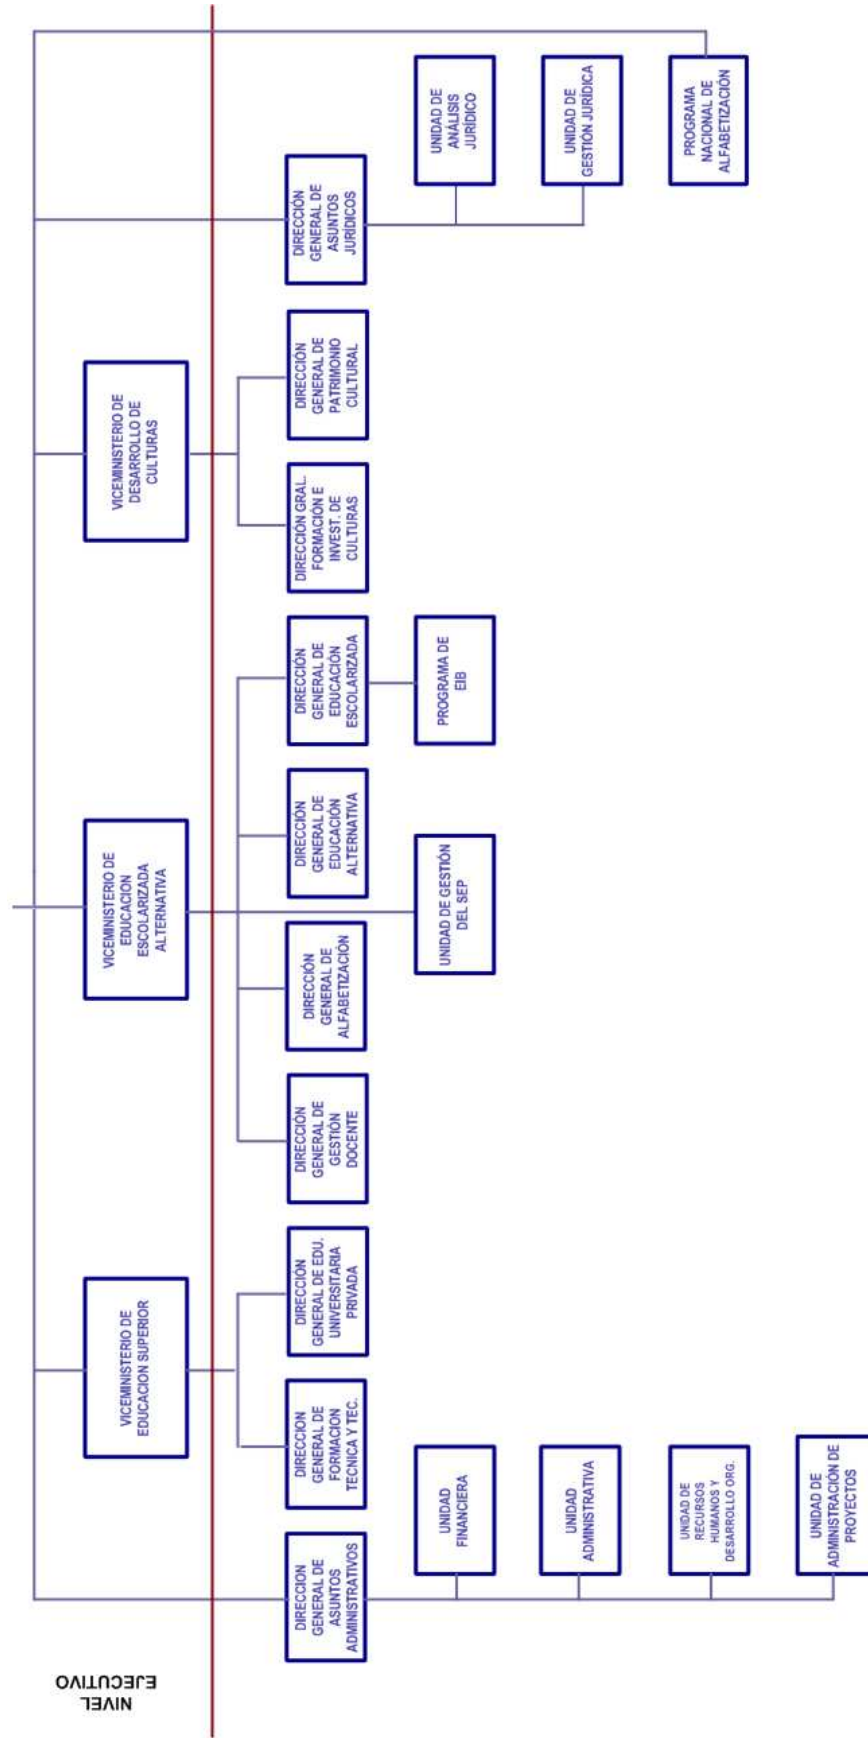 NIVEL
EJECUTIVO
VICEMINISTERIO DE
EDUCACION SUPERIOR
VICEMINISTERIO DE
EDUCACION
ESCOLARIZADA
ALTERNATIVA
VICEMINISTERIO DE
DESARROLLO DE
CULTURAS
DIRECCION
GENERAL DE
ASUNTOS
ADMINISTRATIVOS
DIRECCION
GENERAL DE
FORMACION
TECNICA Y TEC.
DIRECCIÓN
GENERAL DE EDU.
UNIVERSITARIA
PRIVADA
DIRECCIÓN
GENERAL DE
GESTIÓN
DOCENTE
DIRECCIÓN
GENERAL DE
ALFABETIZACIÓN
DIRECCIÓN
GENERAL DE
EDUCACIÓN
ALTERNATIVA
DIRECCIÓN
GENERAL DE
EDUCACIÓN
ESCOLARIZADA
DIRECCIÓN GRAL.
FORMACIÓN E
INVEST. DE
CULTURAS
DIRECCIÓN
GENERAL DE
PATRIMONIO
CULTURAL
DIRECCIÓN
GENERAL DE
ASUNTOS
JURÍDICOS
UNIDAD
FINANCIERA
UNIDAD DE GESTIÓN
DEL SEP
PROGRAMA DE
EIB
UNIDAD DE
ANÁLISIS
JURÍDICO
UNIDAD
ADMINISTRATIVA
UNIDAD DE
GESTIÓN JURÍDICA
UNIDAD DE
RECURSOS
HUMANOS Y
DESARROLLO ORG.
PROGRAMA
NACIONAL DE
ALFABETIZACIÓN
UNIDAD DE
ADMINISTRACIÓN DE
PROYECTOS